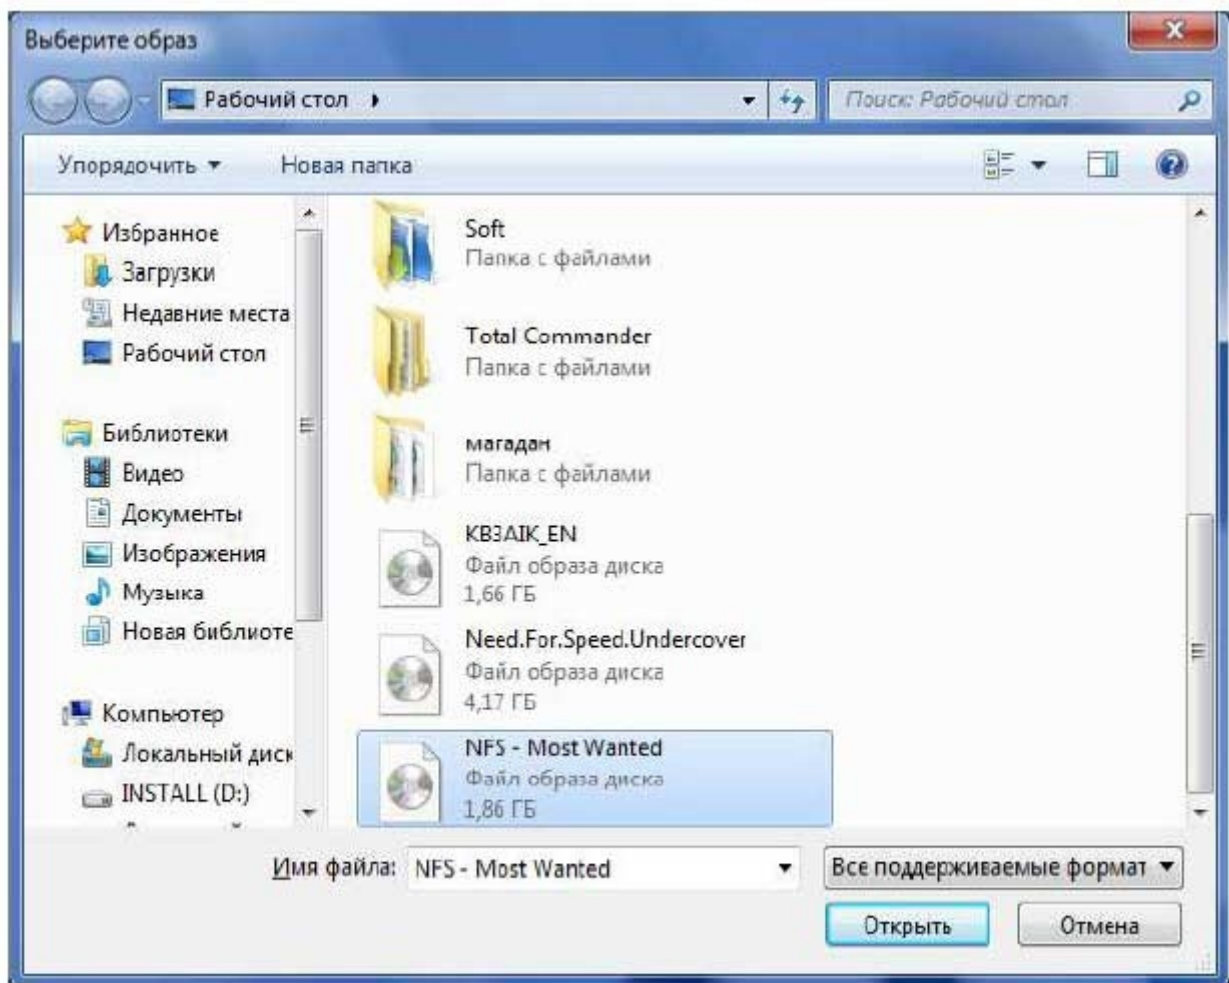 Выберите образ
Рабочий стол
Поиск: Рабочий стол
Упорядочить
Новая папка
Избранное
Загрузки
Недавние места
Рабочий стол
Библиотеки
Видео
Документы
Изображения
Музыка
Новая библиоте
Компьютер
Локальный диск
INSTALL (D:)
Soft
Папка с файлами
Total Commander
Папка с файлами
магадан
Папка с файлами
KB3AIK_EN
Файл образа диска
1,66 ГБ
Need.For.Speed.Undercover
Файл образа диска
4,17 ГБ
NFS - Most Wanted
Файл образа диска
1,86 ГБ
Имя файла: NFS - Most Wanted
Все поддерживаемые формат
Открыть
Отмена